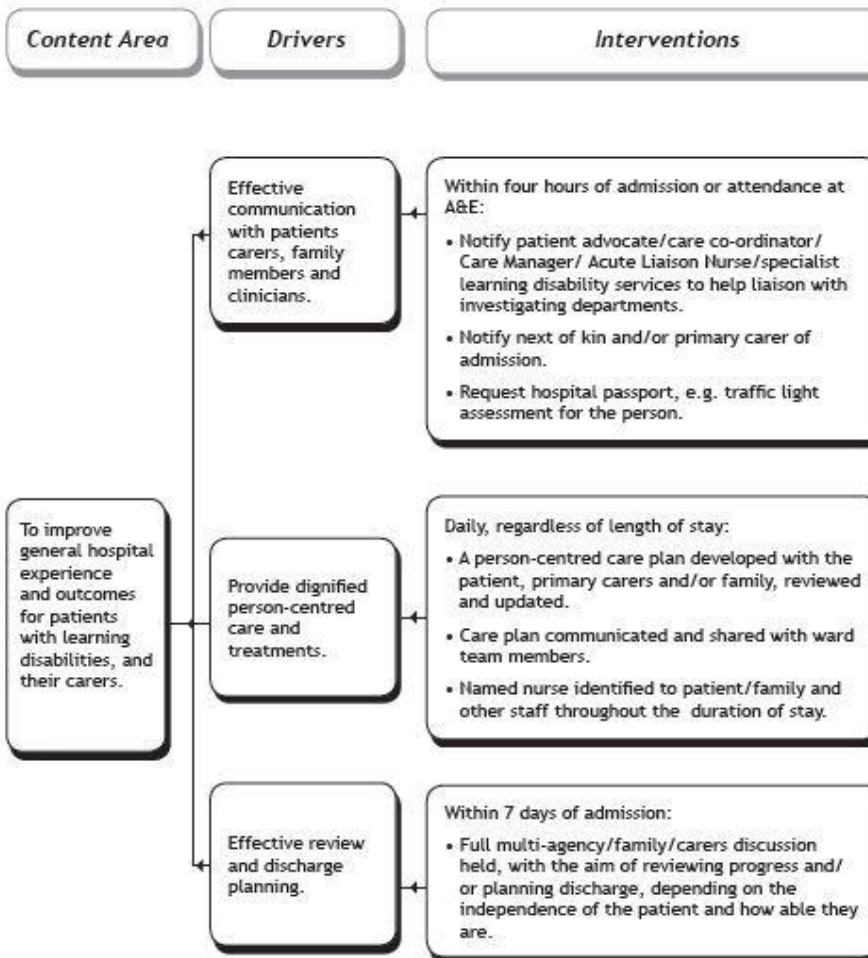 Content Area
Drivers
Interventions
Effective
communication
with patients
carers, family
members and
clinicians.
Within four hours of admission or attendance at
A&E:
• Notify patient advocate/care co-ordinator/
Care Manager/ Acute Liaison Nurse/specialist
learning disability services to help liaison with
investigating departments.
• Notify next of kin and/or primary carer of
admission.
• Request hospital passport, e.g. traffic light
assessment for the person.
To improve
general hospital
experience
and outcomes
for patients
with learning
disabilities, and
their carers.
Provide dignified
person-centred
care and
treatments.
Daily, regardless of length of stay:
• A person-centred care plan developed with the
patient, primary carers and/or family, reviewed
and updated.
• Care plan communicated and shared with ward
team members.
• Named nurse identified to patient/family and
other staff throughout the duration of stay.
Effective review
and discharge
planning.
Within 7 days of admission:
• Full multi-agency/family/carers discussion
held, with the aim of reviewing progress and/
or planning discharge, depending on the
independence of the patient and how able they
are.